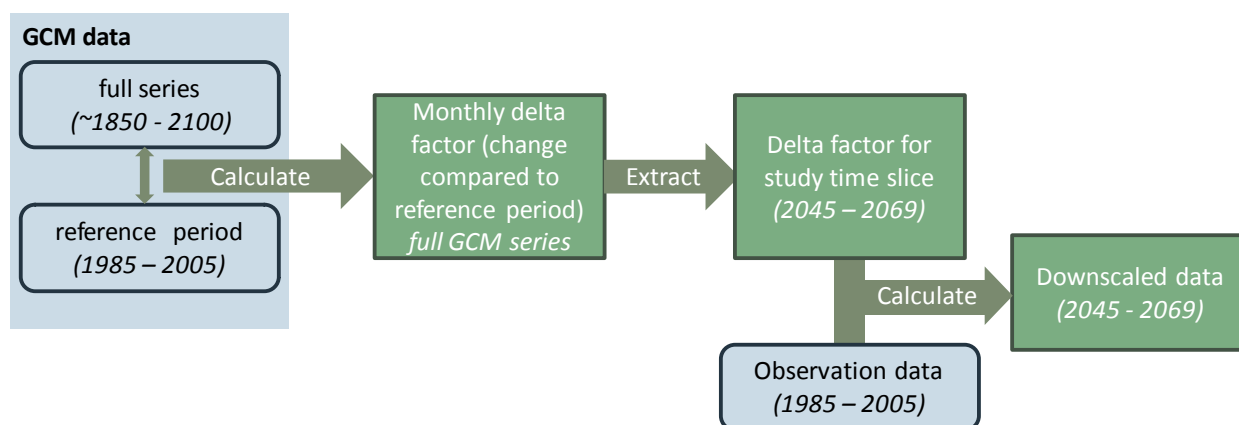 GCM data
full series
(~1850 - 2100)
reference period
(1985 – 2005)
Calculate
Monthly delta
factor (change
compared to
reference period)
full GCM series
Extract
Delta factor for
study time slice
(2045 – 2069)
Calculate
Observation data
(1985 – 2005)
Downscaled data
(2045 - 2069)